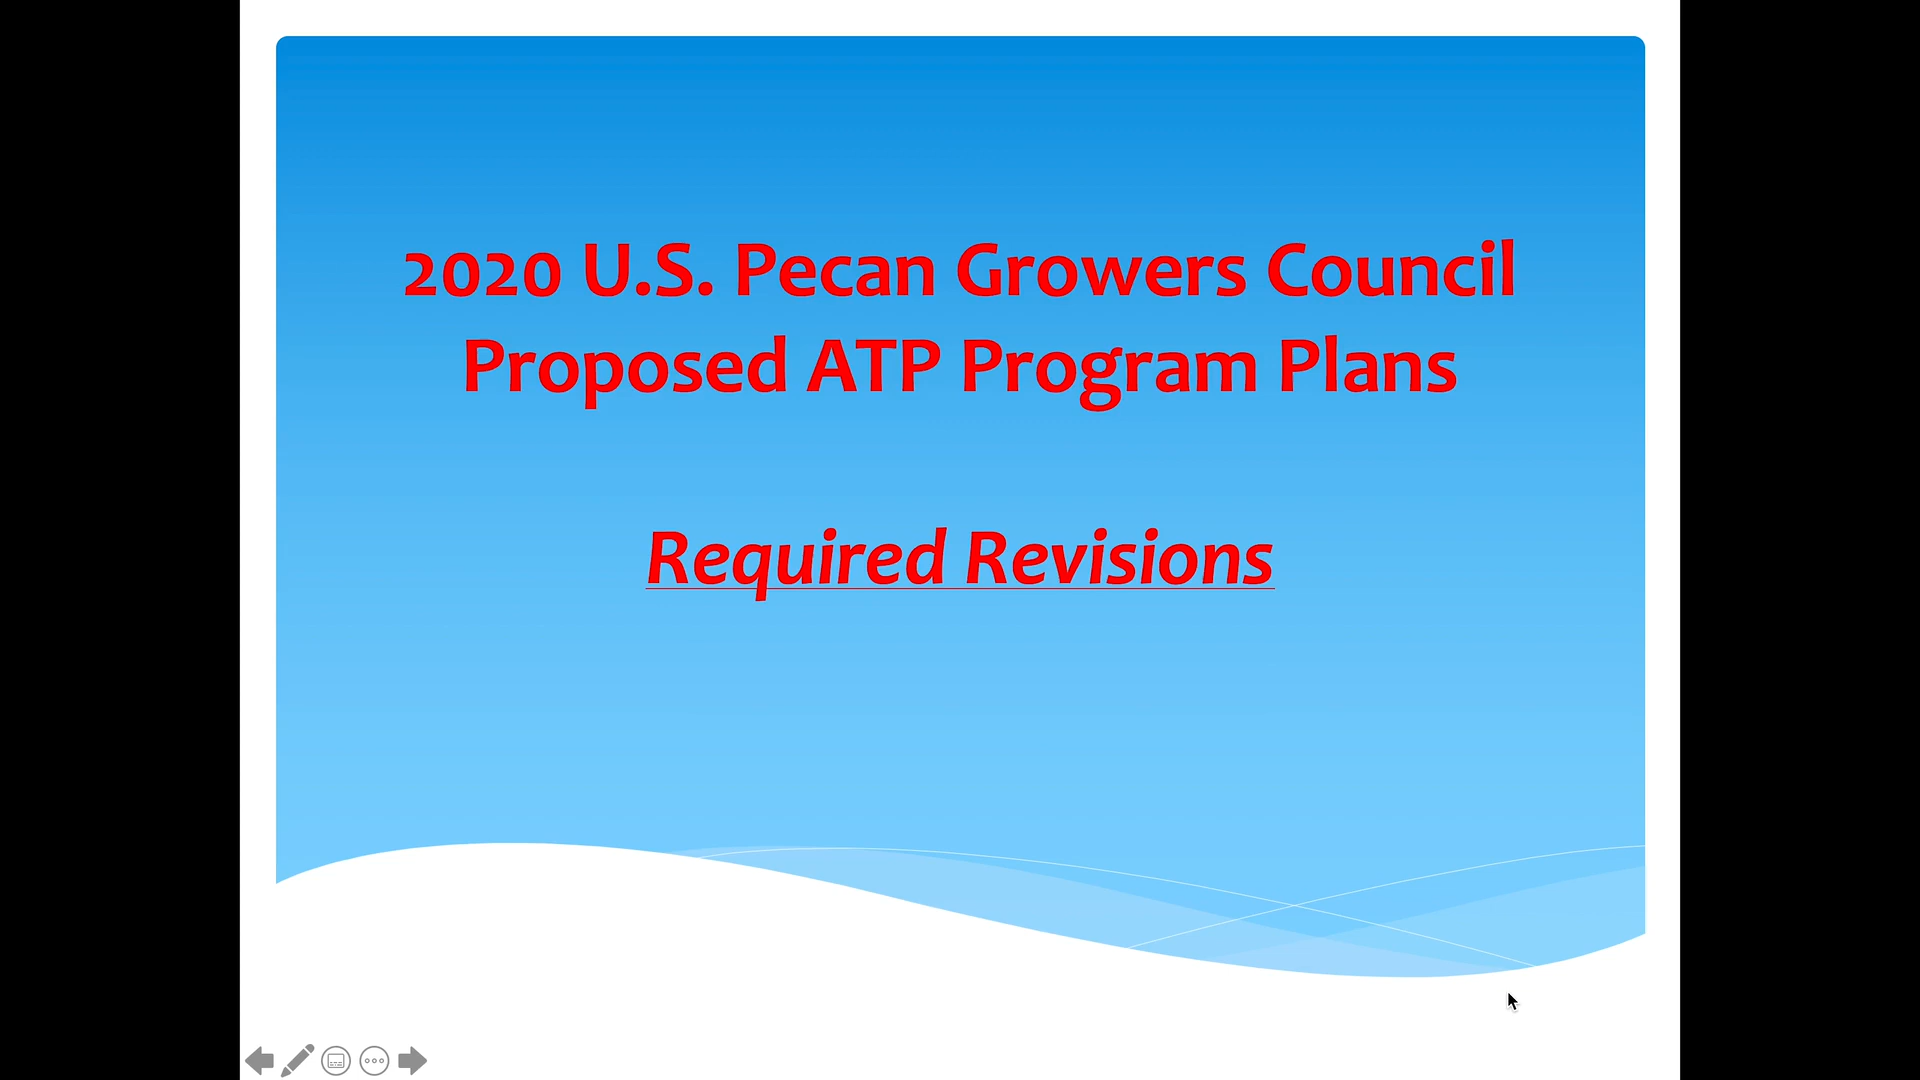 2020 U.S. Pecan Growers Council
Proposed ATP Program Plans
Required Revisions